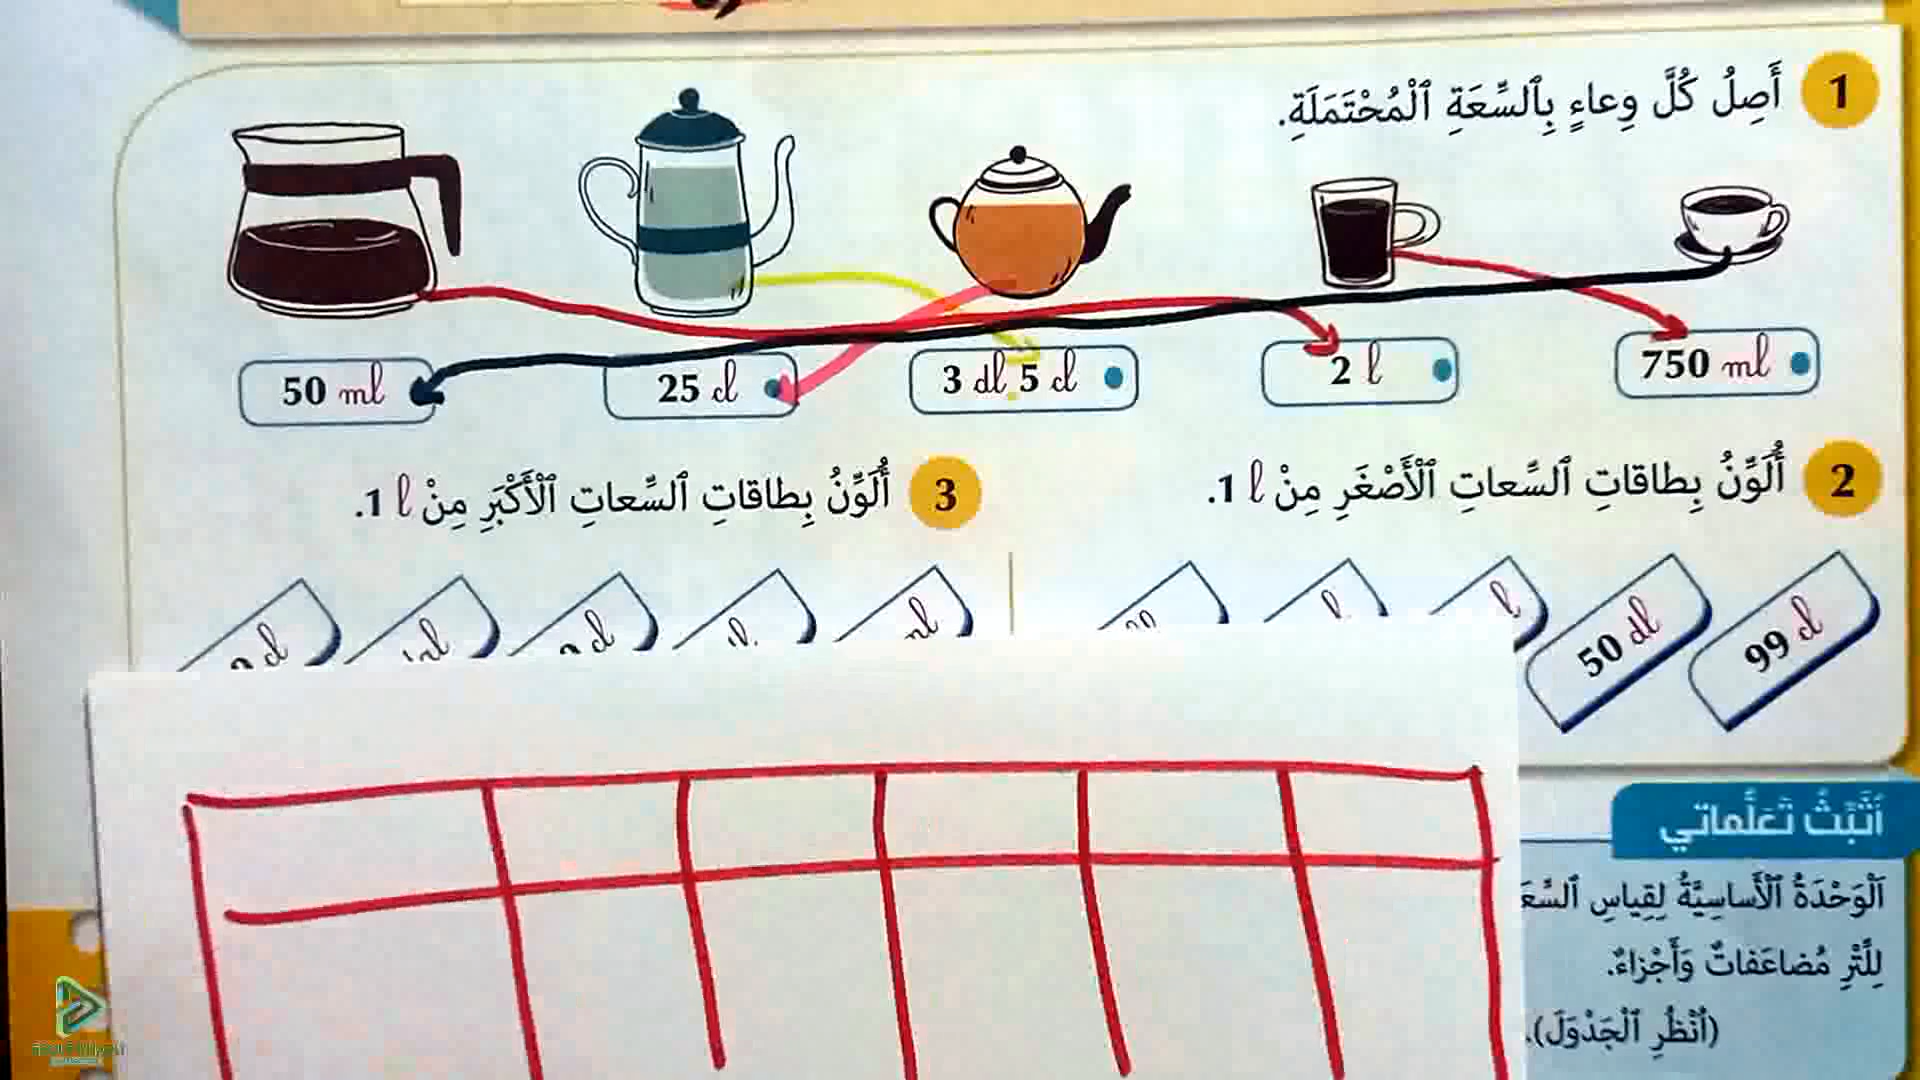 1 أَصِلُ كُلَّ وِعاءٍ بِٱلسِّعَةِ ٱلْمُحْتَمَلَةِ.
750 ml
2 l
3 dl 5 cl
25 cl
50 ml
2 أُلَوِّنُ بِطاقاتِ ٱلسِّعاتِ ٱلْأَصْغَرِ مِنْ 1 l.
99 cl
50 dl
3 أُلَوِّنُ بِطاقاتِ ٱلسِّعاتِ ٱلْأَكْبَرِ مِنْ 1 l.
أُثَبِّتُ تَعَلُّماتي
اَلْوَحْدَةُ ٱلْأَساسِيَّةُ لِقِياسِ
لِلِّتْرِ مُضاعَفاتٌ وَأَجْزاءٌ.
(اُنْظُرِ ٱلْجَدْوَلَ).